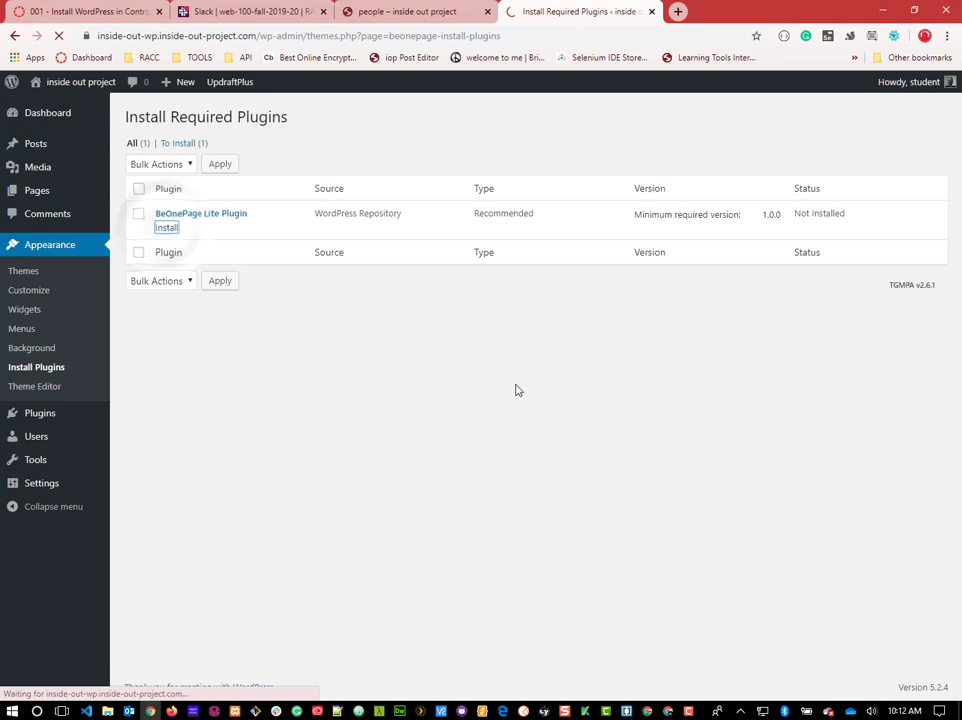 001 - Install WordPress in Contro
Slack | web-100-fall-2019-20 | RA
people – inside out project
Install Required Plugins ‹ inside o
inside-out-wp.inside-out-project.com/wp-admin/themes.php?page=beonepage-install-plugins
Apps
Dashboard
RACC
TOOLS
API
Cb Best Online Encrypt...
iop Post Editor
welcome to me | Bri...
Selenium IDE Store...
Learning Tools Inter...
»
Other bookmarks
inside out project
0
New
UpdraftPlus
Howdy, student
Dashboard
Posts
Media
Pages
Comments
Appearance
Themes
Customize
Widgets
Menus
Background
Install Plugins
Theme Editor
Plugins
Users
Tools
Settings
Collapse menu
Install Required Plugins
All (1) | To Install (1)
Bulk Actions
Apply
Plugin Source Type Version Status
BeOnePage Lite Plugin WordPress Repository Recommended Minimum required version: 1.0.0 Not Installed
Install
Plugin Source Type Version Status
Bulk Actions
Apply
TGMPA v2.6.1
Version 5.2.4
Waiting for inside-out-wp.inside-out-project.com...
10:12 AM